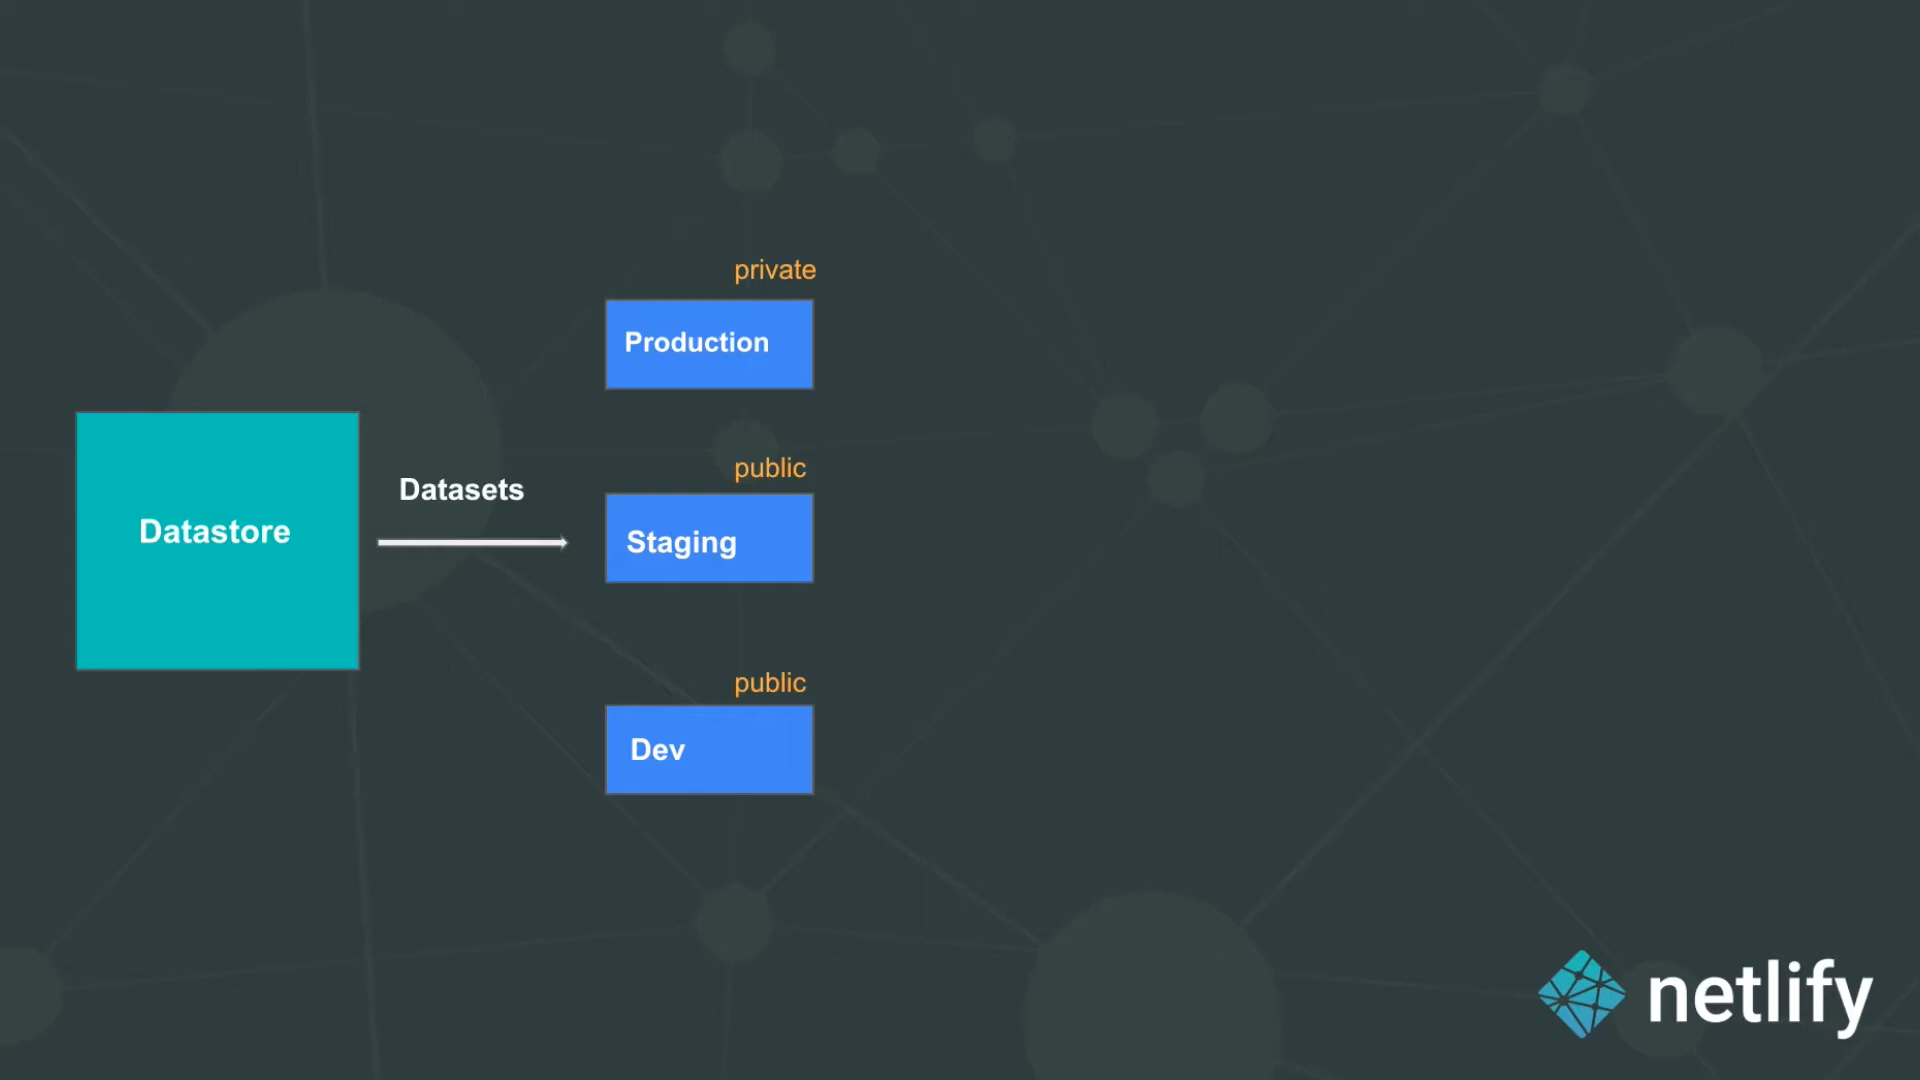 private
Production
Datastore
Datasets
public
Staging
public
Dev
netlify